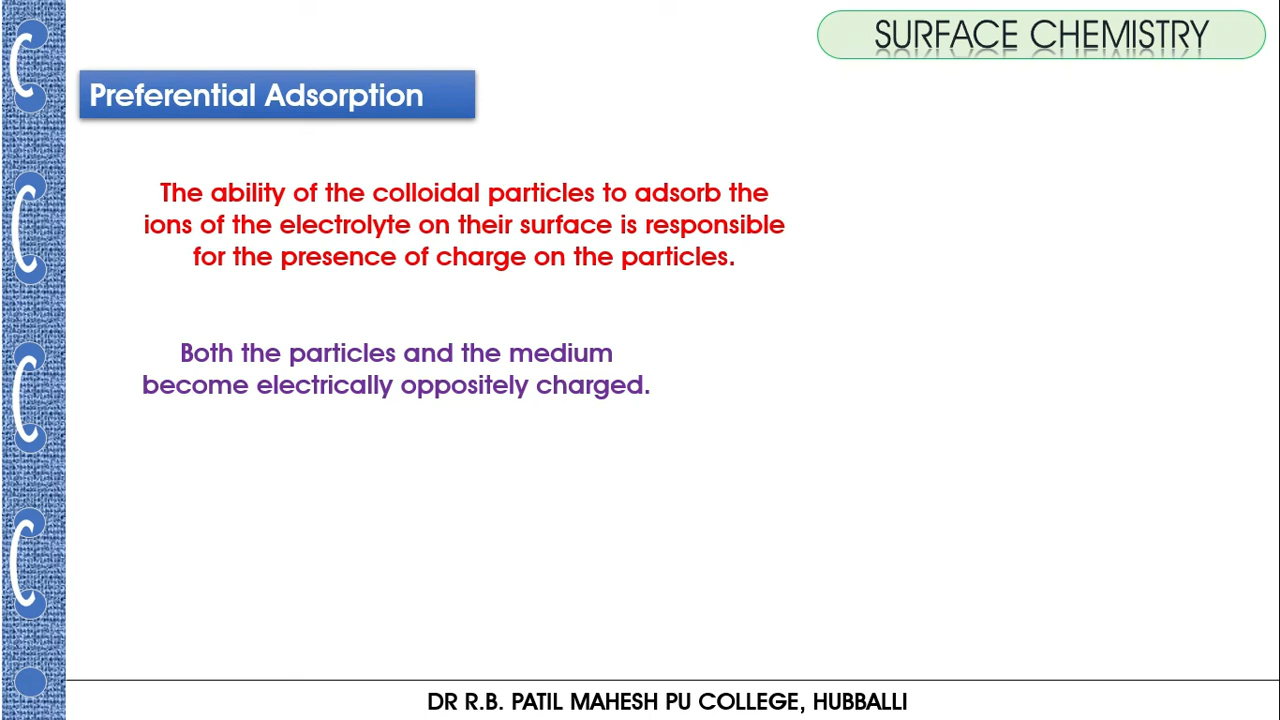 SURFACE CHEMISTRY
Preferential Adsorption
The ability of the colloidal particles to adsorb the
ions of the electrolyte on their surface is responsible
for the presence of charge on the particles.
Both the particles and the medium
become electrically oppositely charged.
DR R.B. PATIL MAHESH PU COLLEGE, HUBBALLI